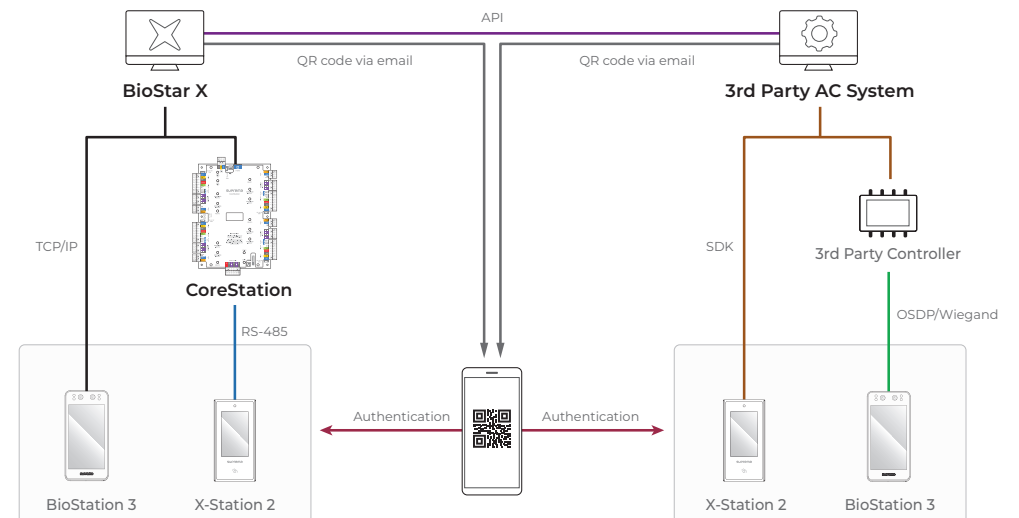 API
QR code via email
QR code via email
BioStar X
3rd Party AC System
TCP/IP
SDK
3rd Party Controller
CoreStation
OSDP/Wiegand
RS-485
Authentication
Authentication
BioStation 3
X-Station 2
X-Station 2
BioStation 3